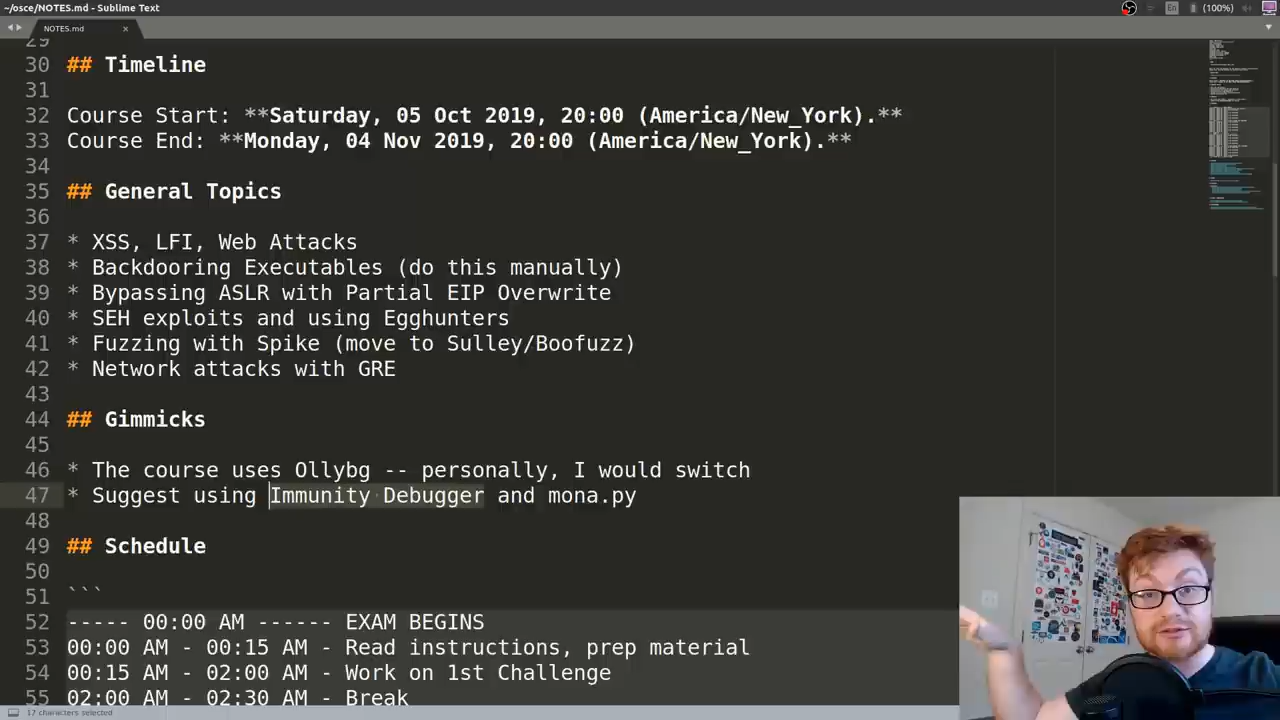 ~/osce/NOTES.md - Sublime Text
En
(100%)
NOTES.md
29
30 ## Timeline
31
32 Course Start: **Saturday, 05 Oct 2019, 20:00 (America/New_York).**
33 Course End: **Monday, 04 Nov 2019, 20:00 (America/New_York).**
34
35 ## General Topics
36
37 * XSS, LFI, Web Attacks
38 * Backdooring Executables (do this manually)
39 * Bypassing ASLR with Partial EIP Overwrite
40 * SEH exploits and using Egghunters
41 * Fuzzing with Spike (move to Sulley/Boofuzz)
42 * Network attacks with GRE
43
44 ## Gimmicks
45
46 * The course uses Ollybg -- personally, I would switch
47 * Suggest using Immunity Debugger and mona.py
48
49 ## Schedule
50
51 ```
52 ----- 00:00 AM ------ EXAM BEGINS
53 00:00 AM - 00:15 AM - Read instructions, prep material
54 00:15 AM - 02:00 AM - Work on 1st Challenge
55 02:00 AM - 02:30 AM - Break
17 characters selected